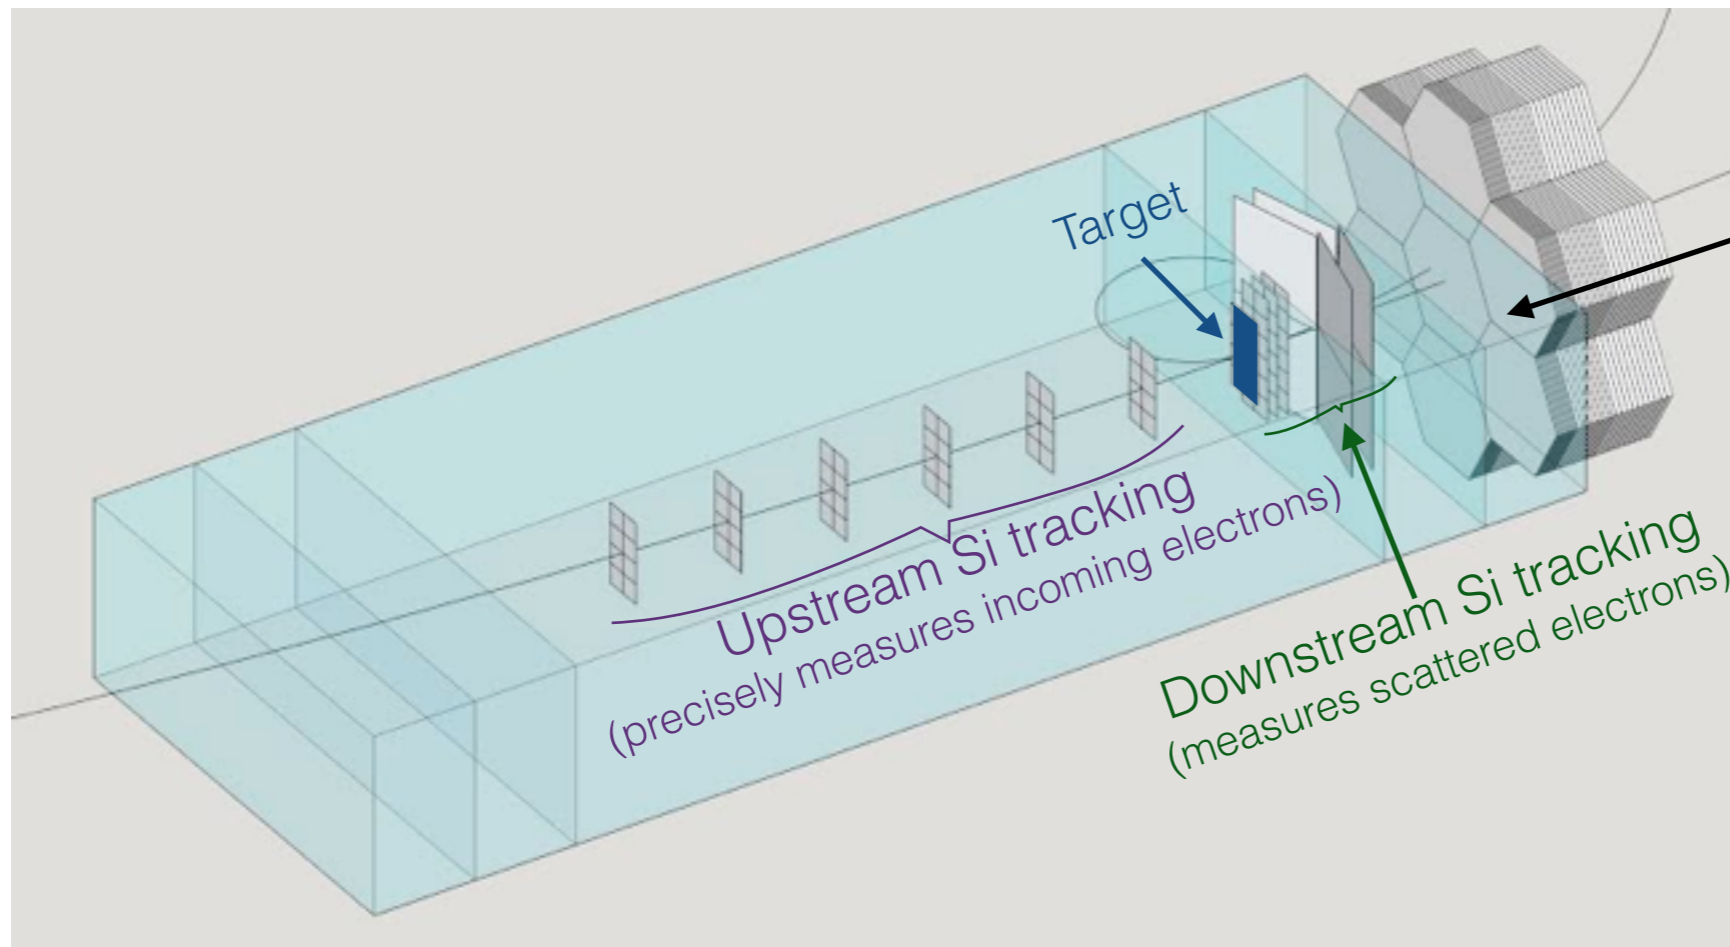 Target
Upstream Si tracking
(precisely measures incoming electrons)
Downstream Si tracking
(measures scattered electrons)